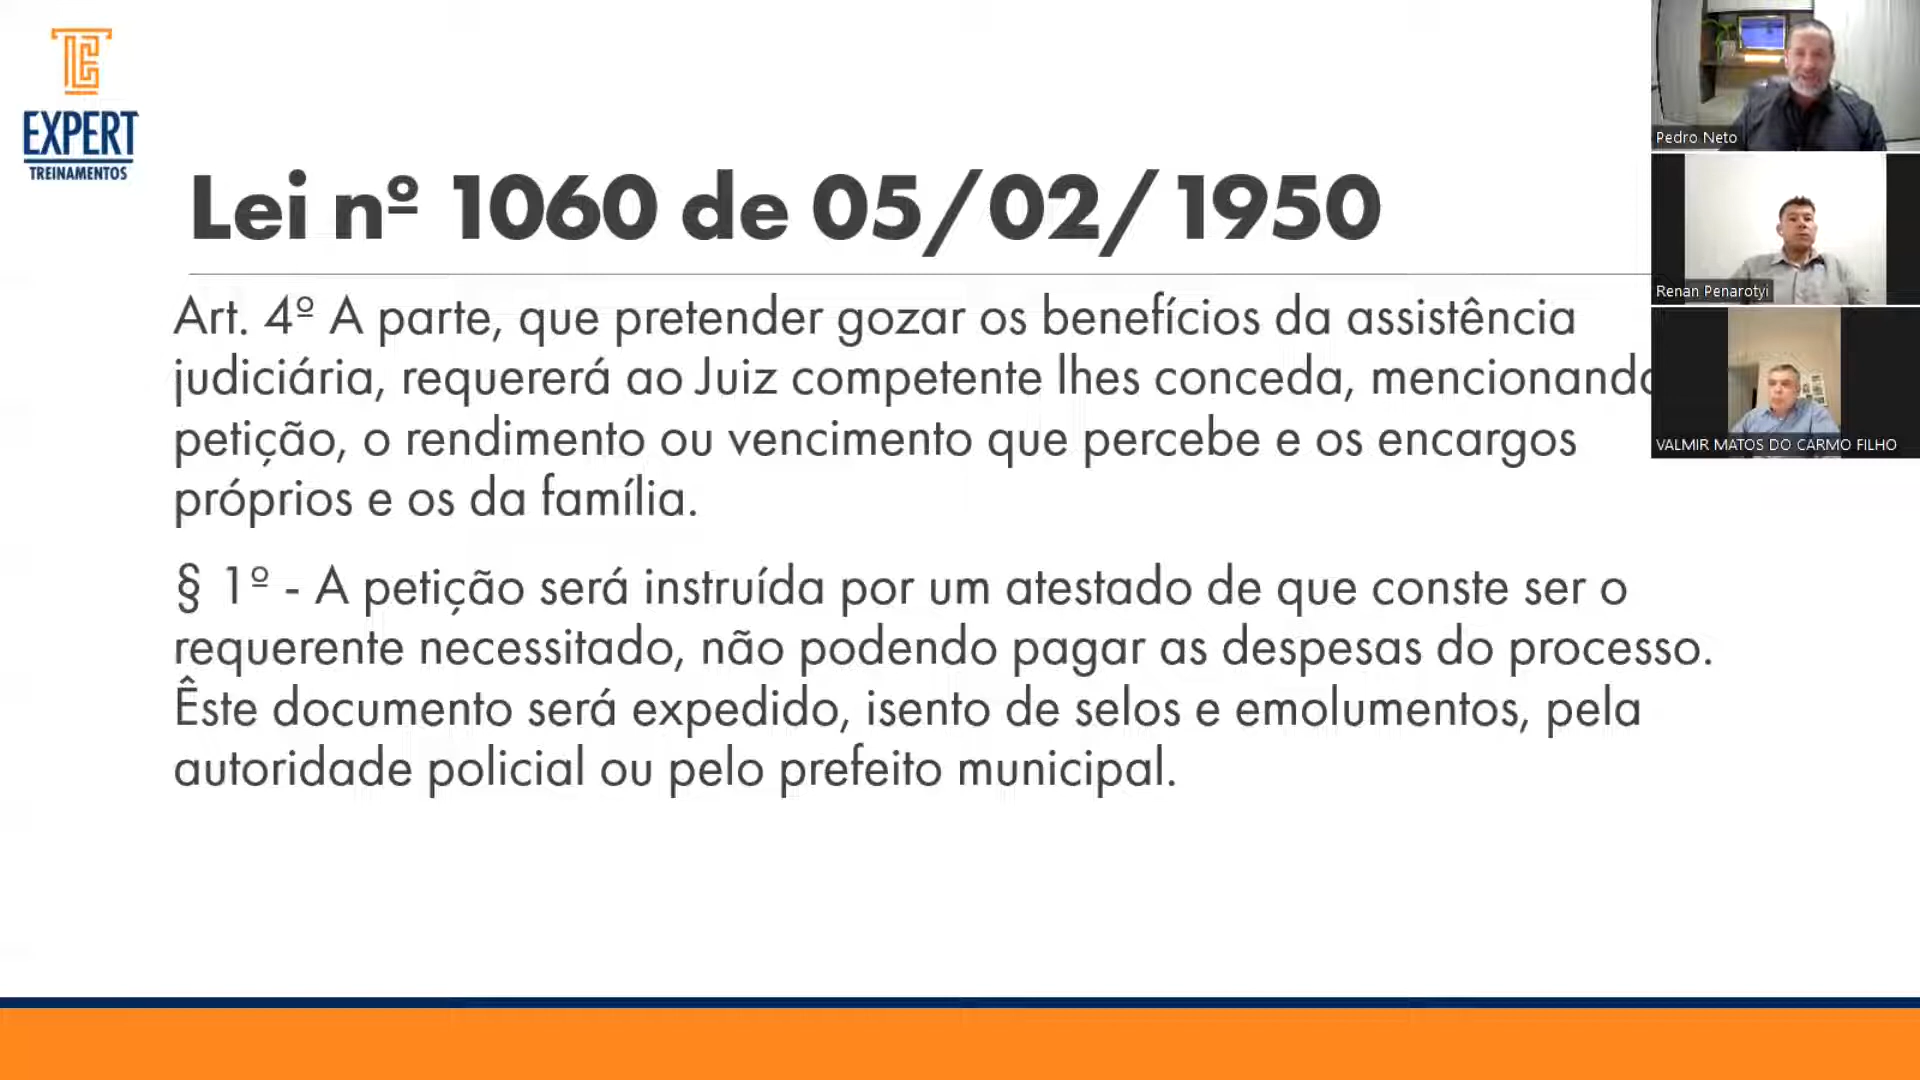 EXPERT
TREINAMENTOS
Lei nº 1060 de 05/02/1950
Art. 4º A parte, que pretender gozar os benefícios da assistência
judiciária, requererá ao Juiz competente lhes conceda, mencionando
petição, o rendimento ou vencimento que percebe e os encargos
próprios e os da família.
§ 1º - A petição será instruída por um atestado de que conste ser o
requerente necessitado, não podendo pagar as despesas do processo.
Êste documento será expedido, isento de selos e emolumentos, pela
autoridade policial ou pelo prefeito municipal.
Pedro Neto
Renan Penarotyi
VALMIR MATOS DO CARMO FILHO